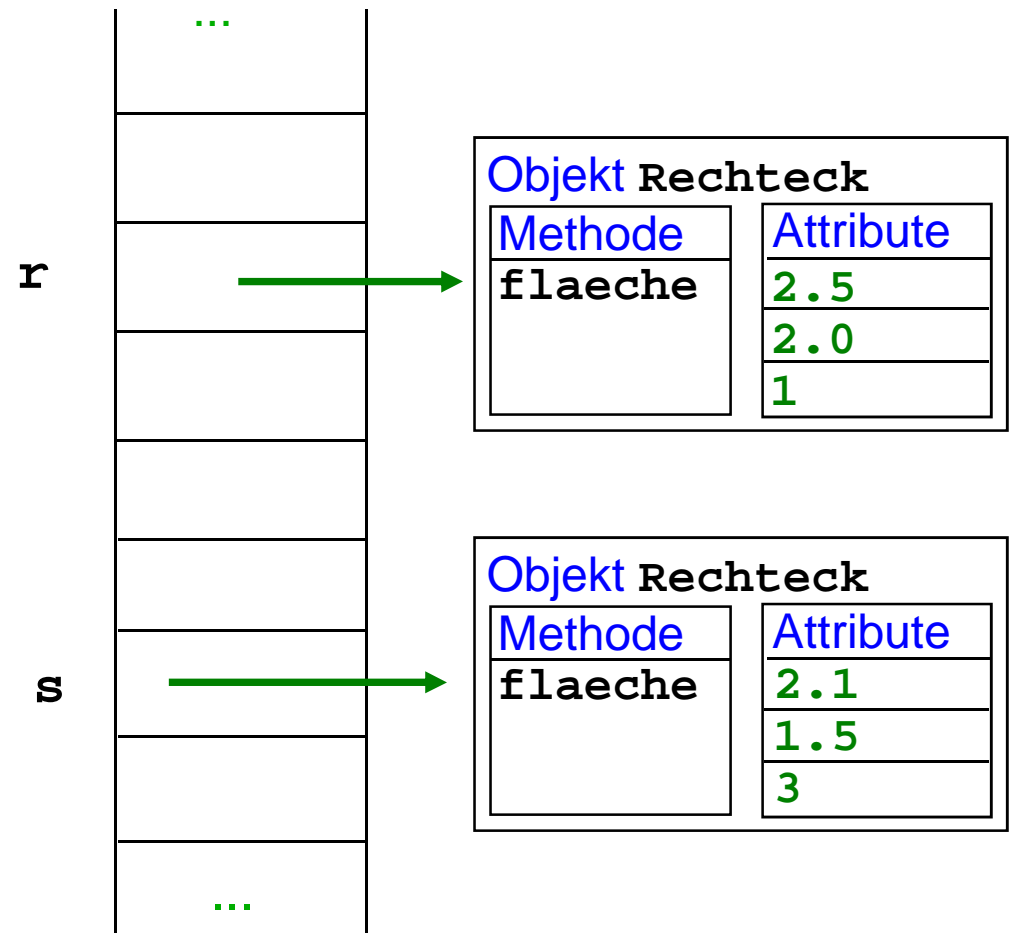 ...
r
Objekt Rechteck
Methode
flaeche
Attribute
2.5
2.0
1
s
Objekt Rechteck
Methode
flaeche
Attribute
2.1
1.5
3
...